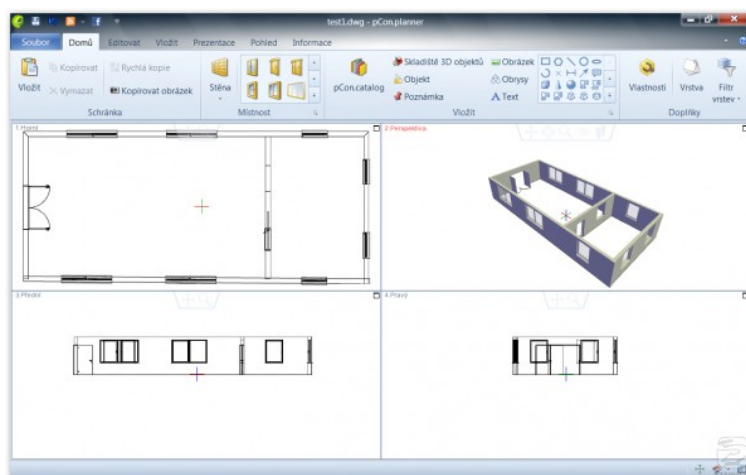 test1.dwg - pCon.planner
Soubor Domů Editovat Vložit Prezentace Pohled Informace
Vložit
Kopírovat
Vymazat
Rychlá kopie
Kopírovat obrázek
Schránka
Stěna
Místnost
pCon.catalog
Skladiště 3D objektů
Objekt
Poznámka
Obrázek
Obrysy
Text
Vložit
Vlastnosti
Vrstva
Filtr
vrstev
Doplňky
1.Horní
2.Perspektiva
3.Přední
4.Pravý